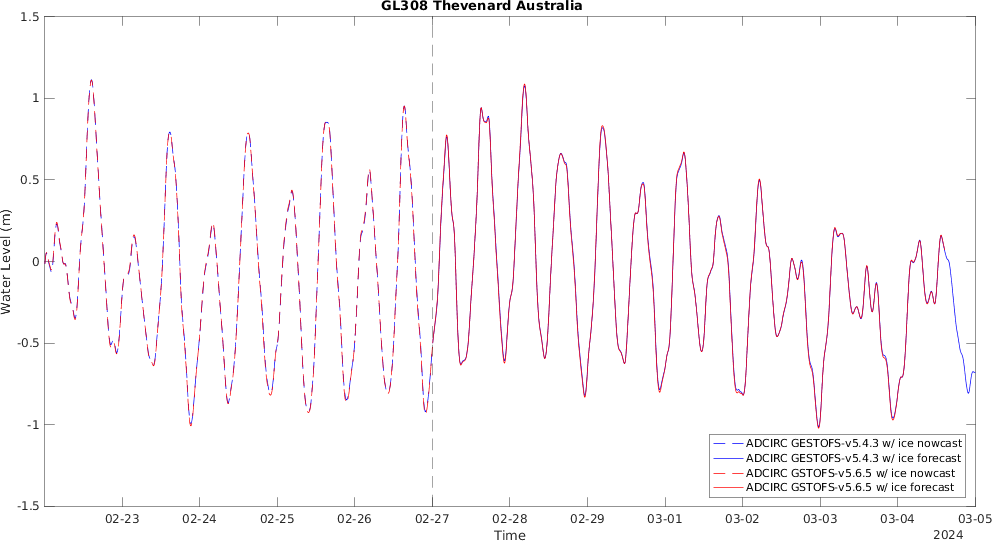 GL308 Thevenard Australia
1.5
1
0.5
0
-0.5
-1
-1.5
Water Level (m)
02-23 02-24 02-25 02-26 02-27 02-28 02-29 03-01 03-02 03-03 03-04 03-05
Time
2024
ADCIRC GESTOFS-v5.4.3 w/ ice nowcast
ADCIRC GESTOFS-v5.4.3 w/ ice forecast
ADCIRC GSTOFS-v5.6.5 w/ ice nowcast
ADCIRC GSTOFS-v5.6.5 w/ ice forecast